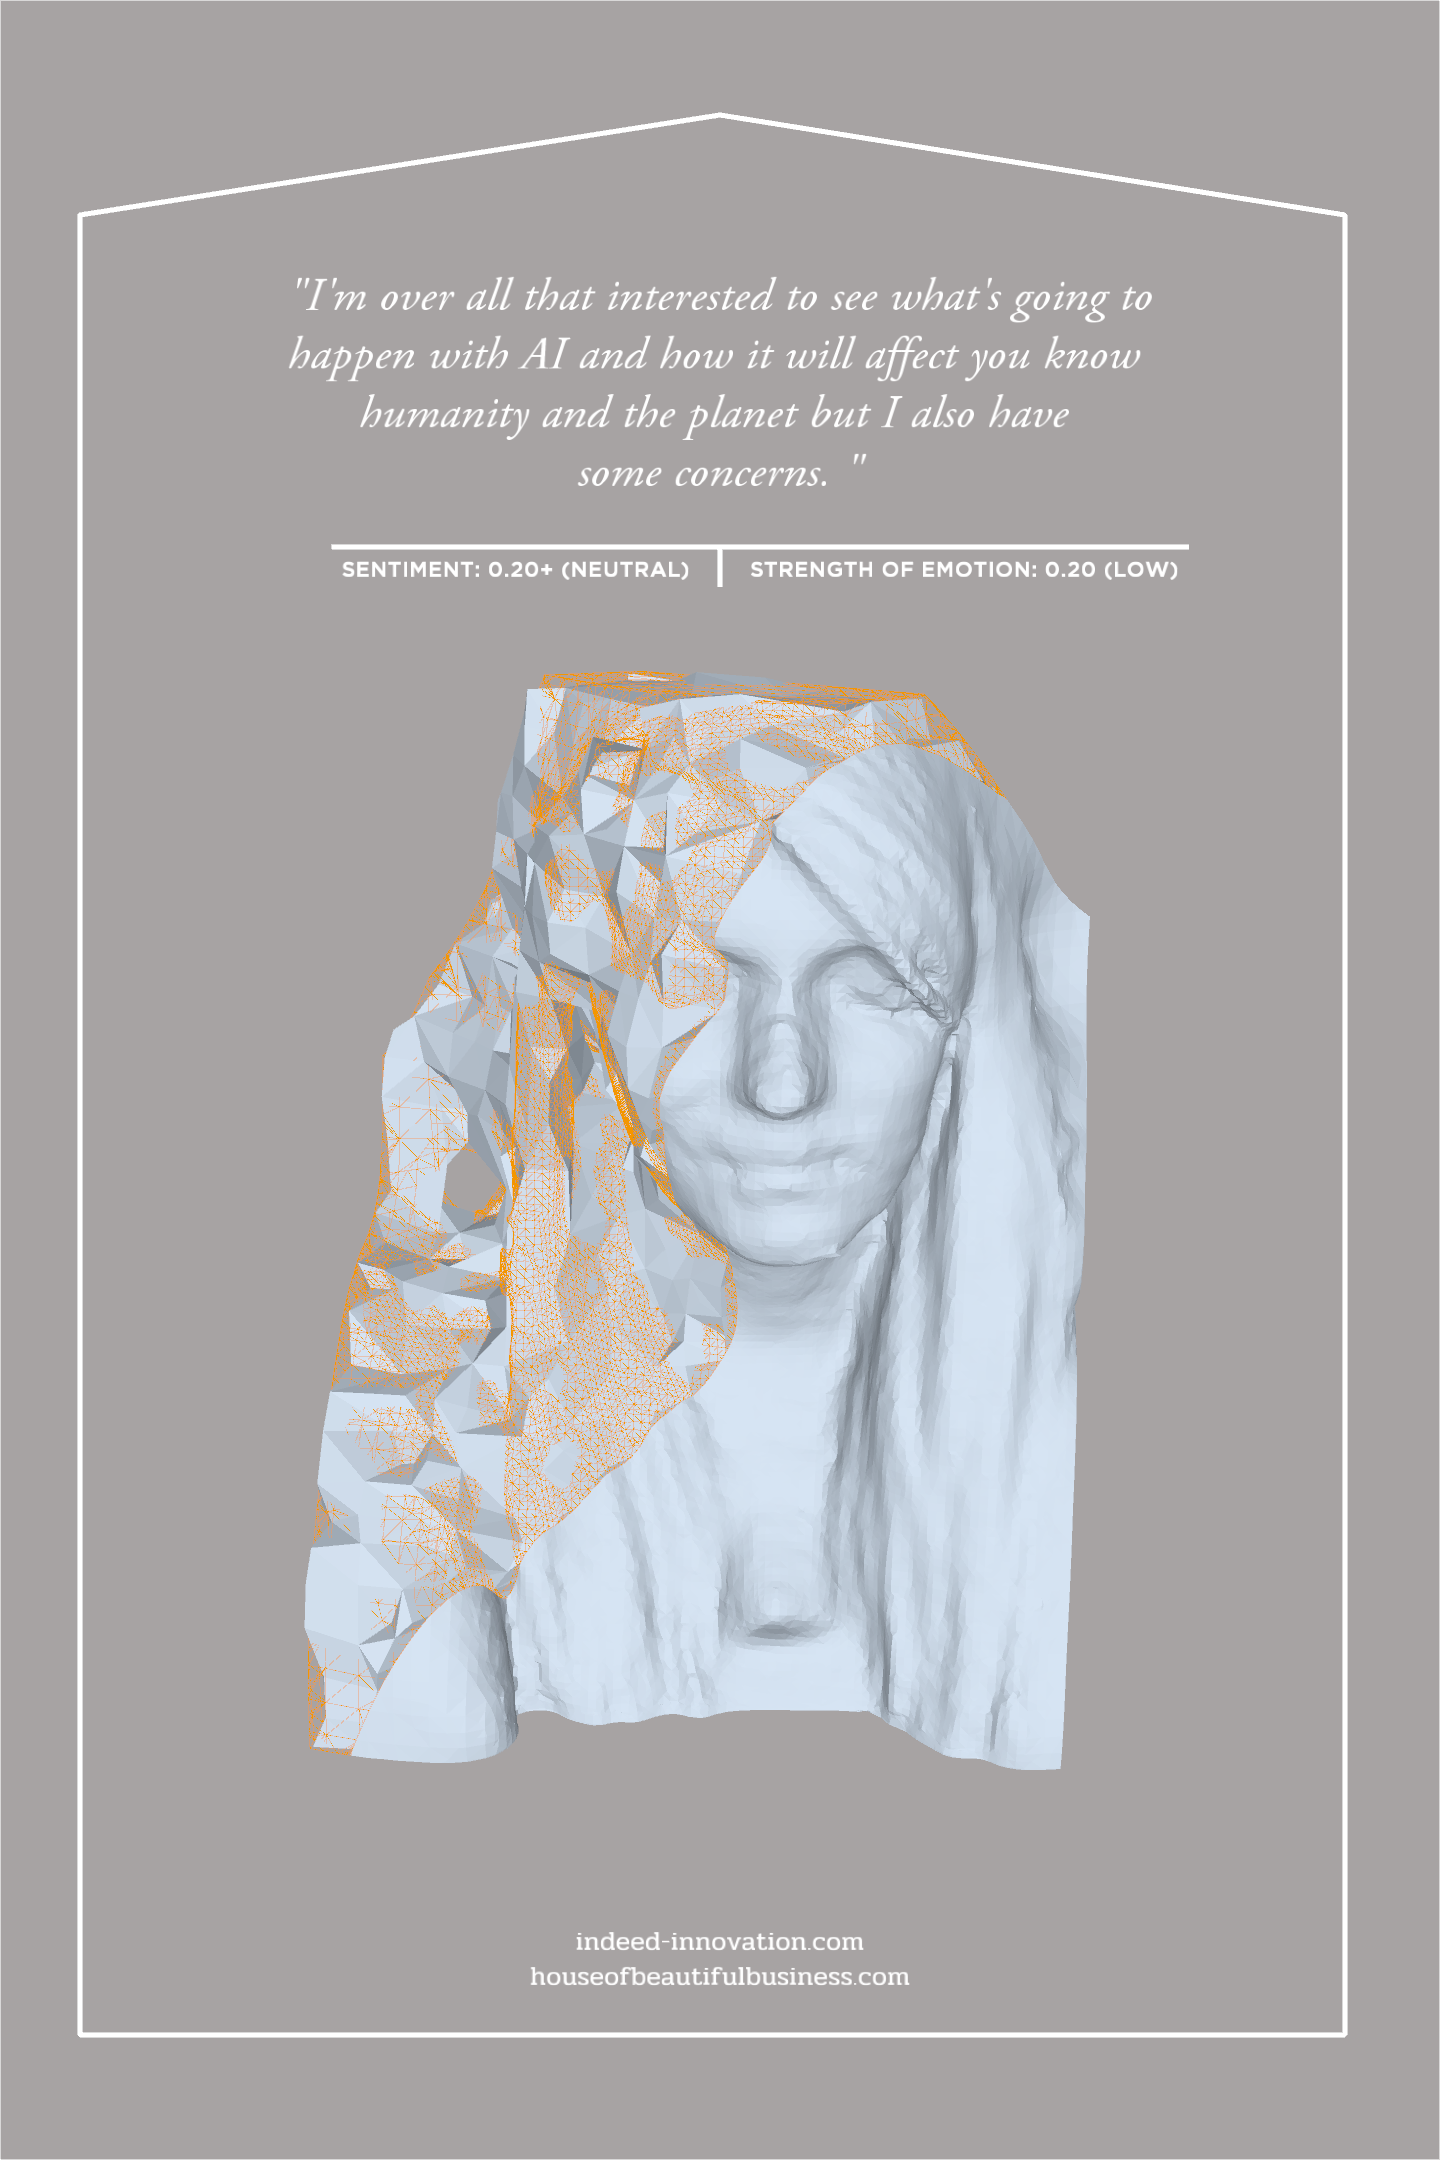 "I'm over all that interested to see what's going to
happen with AI and how it will affect you know
humanity and the planet but I also have
some concerns. "
SENTIMENT: 0.20+ (NEUTRAL) STRENGTH OF EMOTION: 0.20 (LOW)
indeed-innovation.com
houseofbeautifulbusiness.com